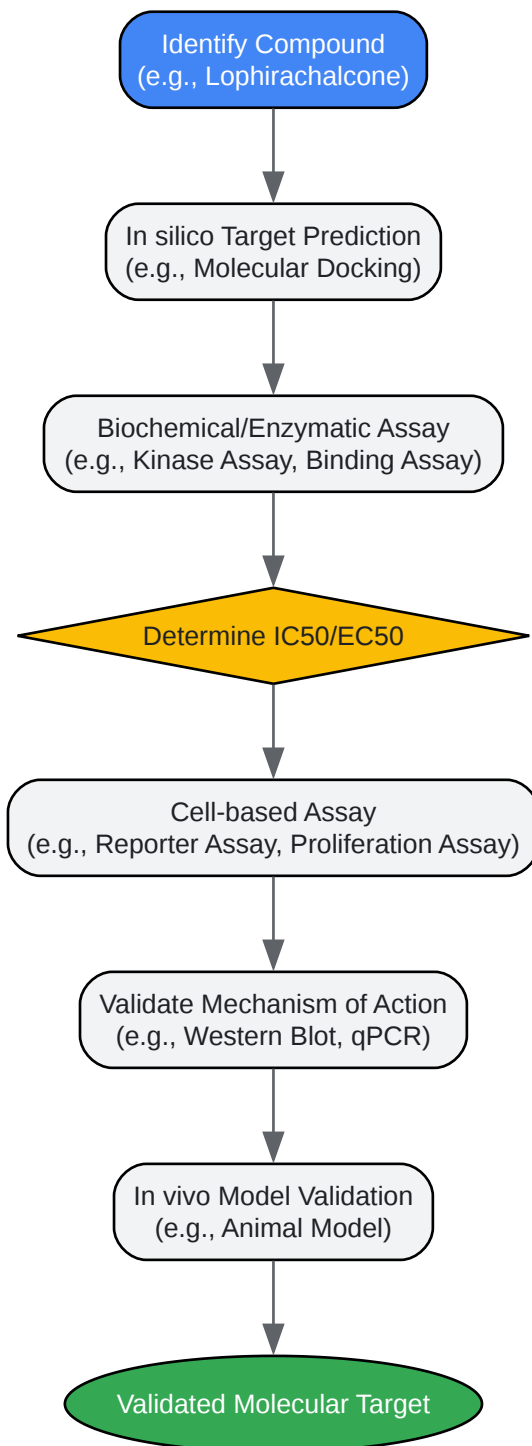 Identify Compound
(e.g., Lophirachalcone)
In silico Target Prediction
(e.g., Molecular Docking)
Biochemical/Enzymatic Assay
(e.g., Kinase Assay, Binding Assay)
Determine IC50/EC50
Cell-based Assay
(e.g., Reporter Assay, Proliferation Assay)
Validate Mechanism of Action
(e.g., Western Blot, qPCR)
In vivo Model Validation
(e.g., Animal Model)
Validated Molecular Target